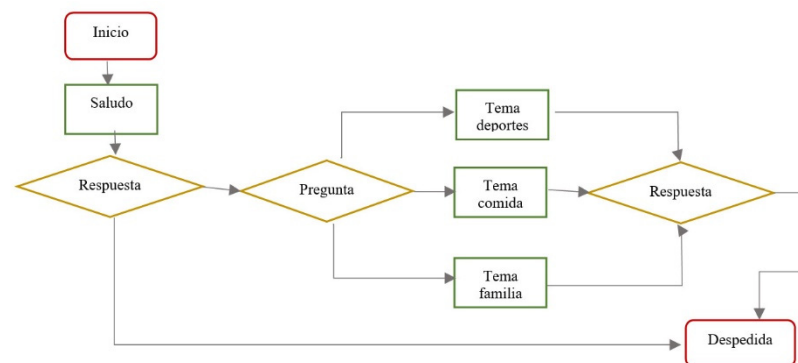 Inicio
Saludo
Respuesta
Pregunta
Tema
deportes
Tema
comida
Tema
familia
Respuesta
Despedida